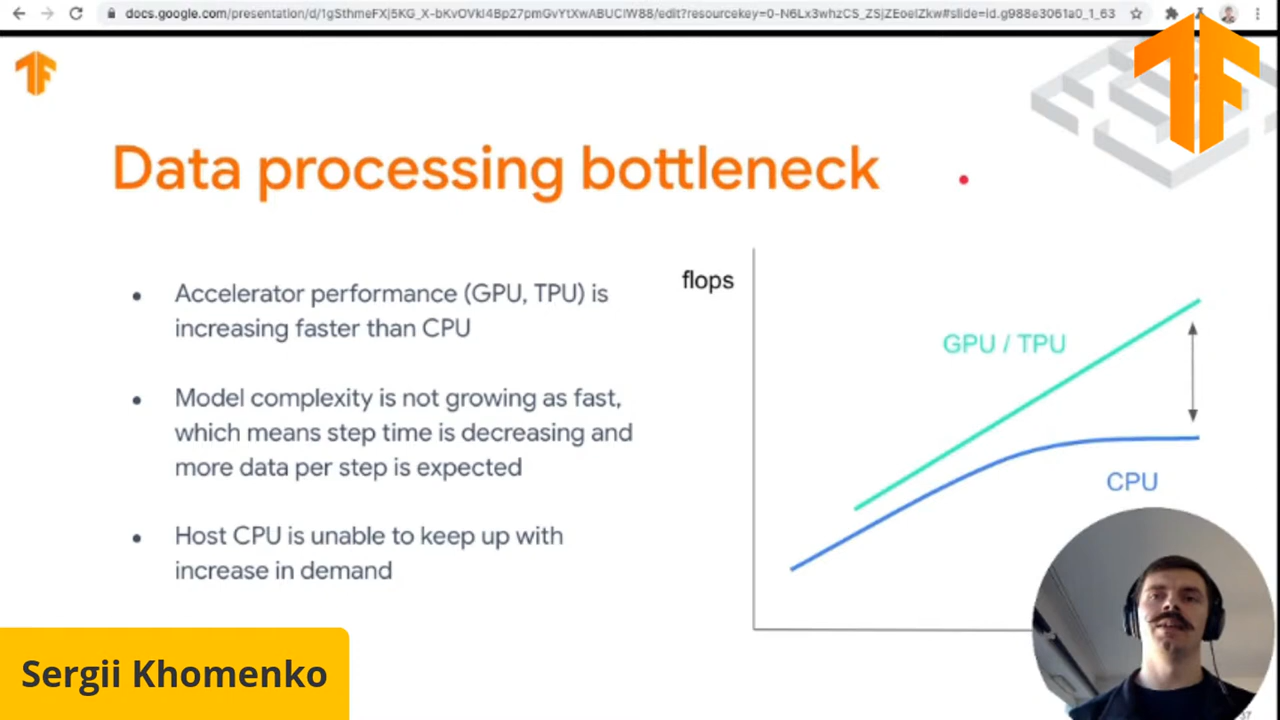 docs.google.com/presentation/d/1gSthmeFXj5KG_X-bKvOVkI4Bp27pmGvYtXwABUCIW88/edit?resourcekey=0-N6Lx3whzCS_ZSjZEoelZkw#slide=id.g988e3061a0_1_63
Data processing bottleneck
• Accelerator performance (GPU, TPU) is
increasing faster than CPU
• Model complexity is not growing as fast,
which means step time is decreasing and
more data per step is expected
• Host CPU is unable to keep up with
increase in demand
flops
GPU / TPU
CPU
Sergii Khomenko